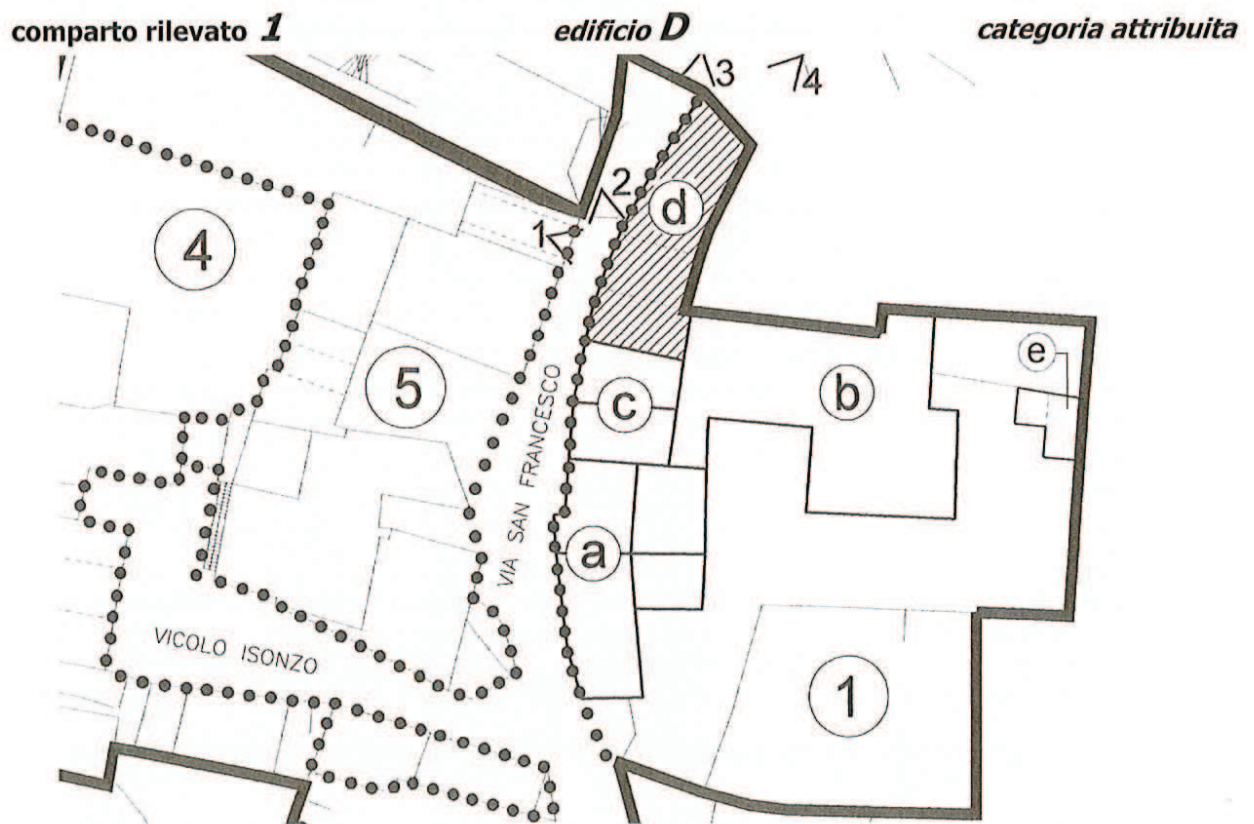 comparto rilevato 1 edificio D categoria attribuita
3
4
2
d
1
4
e
5
b
c
VIA SAN FRANCESCO
a
VICOLO ISONZO
1